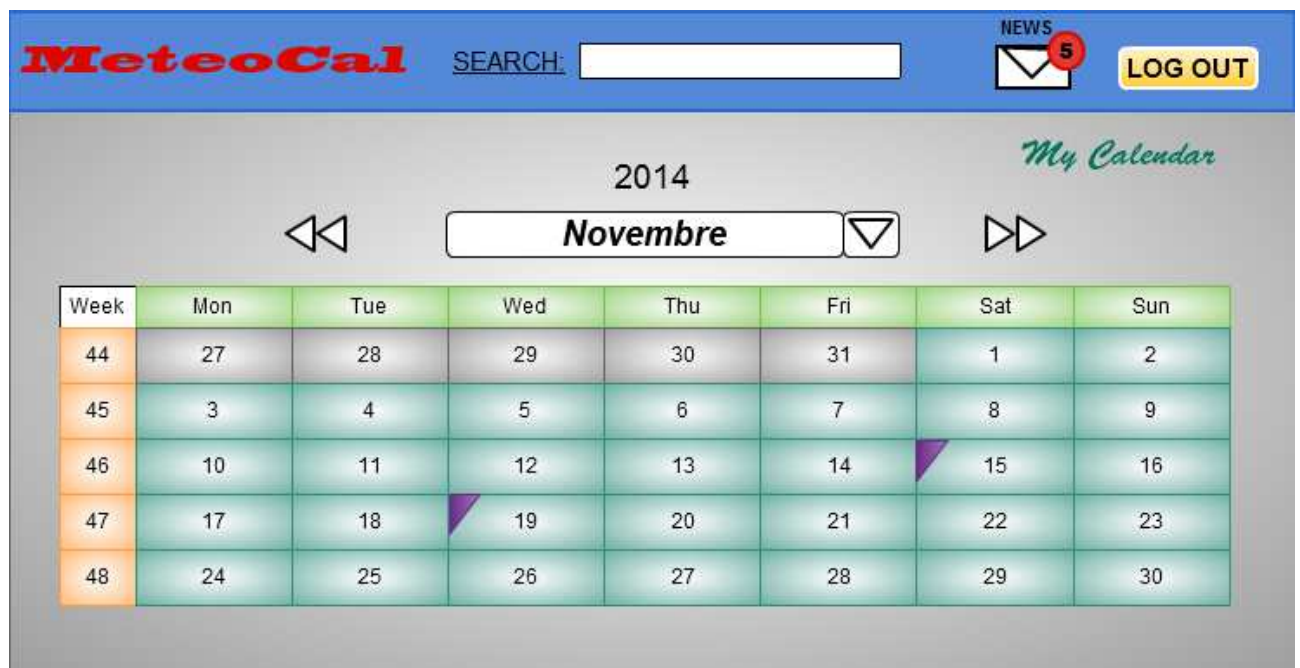 NEWS
MeteoCal SEARCH: 5 LOG OUT
My Calendar
2014
Novembre
Week Mon Tue Wed Thu Fri Sat Sun
44 27 28 29 30 31 1 2
45 3 4 5 6 7 8 9
46 10 11 12 13 14 15 16
47 17 18 19 20 21 22 23
48 24 25 26 27 28 29 30